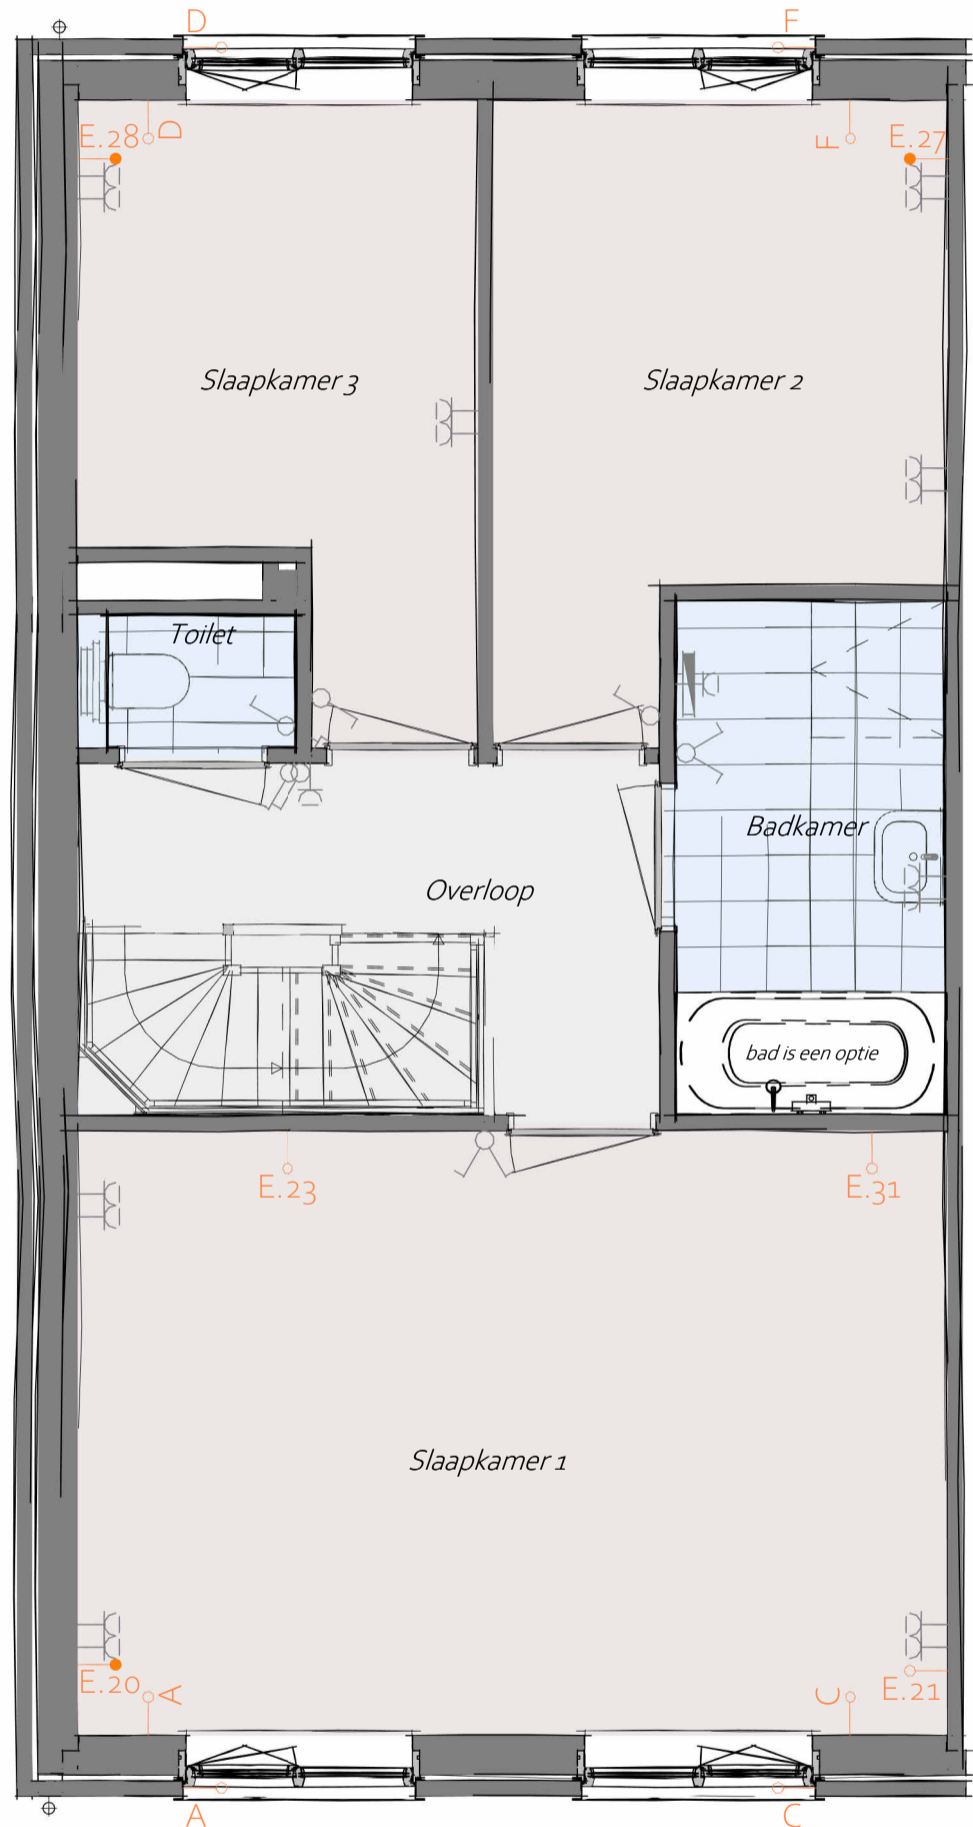 D
F
E.28
D
F
E.27
Slaapkamer 3
Slaapkamer 2
Toilet
Badkamer
Overloop
bad is een optie
E.23
E.31
Slaapkamer 1
E.20
A
C
E.21
A
C